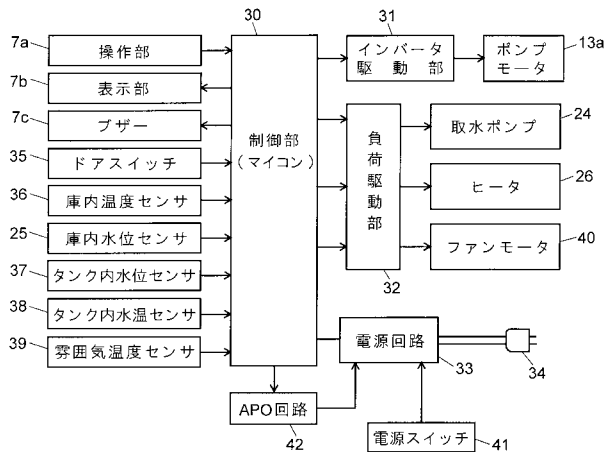 7a
操作部
7b
表示部
7c
ブザー
35
ドアスイッチ
36
庫内温度センサ
25
庫内水位センサ
37
タンク内水位センサ
38
タンク内水温センサ
39
雰囲気温度センサ
30
制御部
(マイコン)
31
インバータ
駆動部
ポンプ
モータ
13a
負荷駆動部
32
取水ポンプ
24
ヒータ
26
ファンモータ
40
電源回路
33
34
APO回路
42
電源スイッチ
41